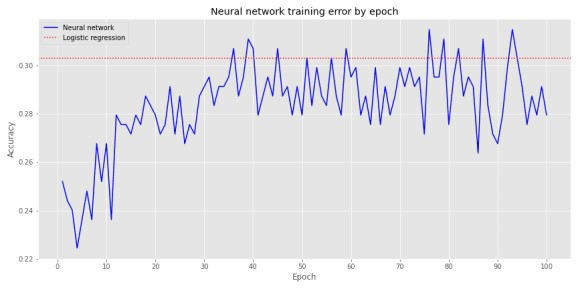 Neural network training error by epoch
Neural network
Logistic regression
Accuracy
0.30
0.28
0.26
0.24
0.22
0 10 20 30 40 50 60 70 80 90 100
Epoch